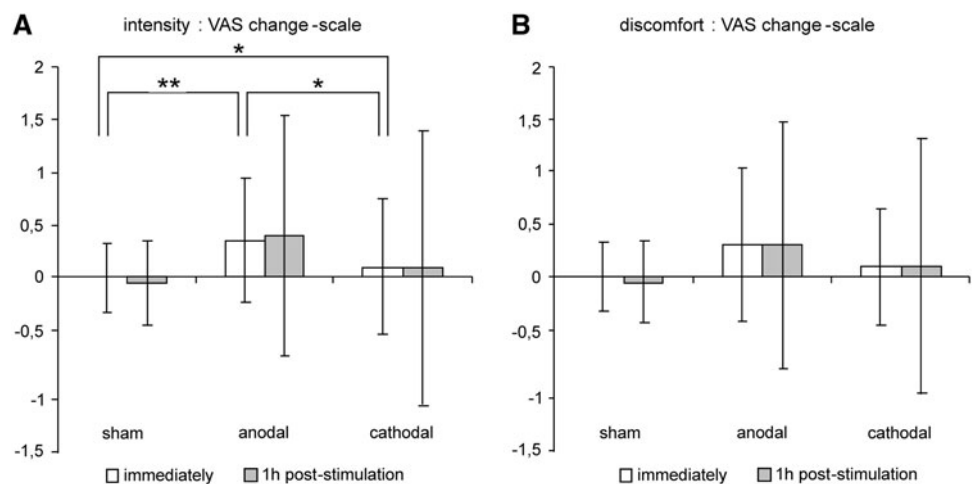 A
intensity : VAS change -scale
*
**
*
2
1,5
1
0,5
0
-0,5
-1
-1,5
sham
anodal
cathodal
immediately
1h post-stimulation
B
discomfort : VAS change-scale
2
1,5
1
0,5
0
-0,5
-1
-1,5
sham
anodal
cathodal
immediately
1h post-stimulation